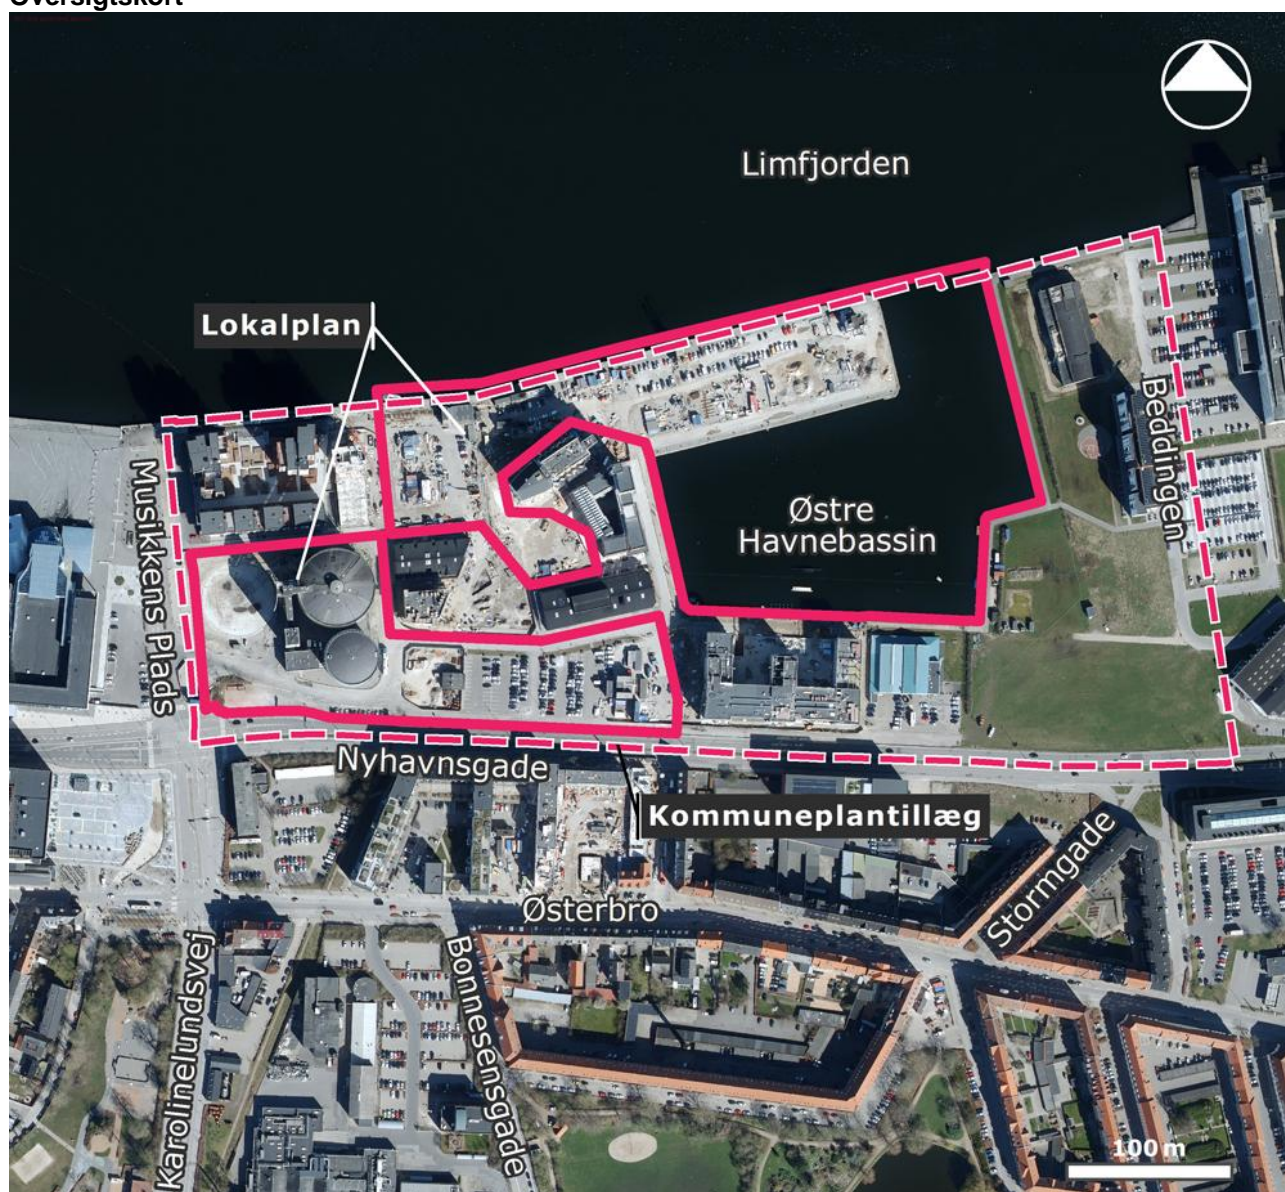 Oversigtskort
Limfjorden
Lokalplan
Beddingen
Musikkens Plads
Østre
Havnebassin
Nyhavnsgade
Kommuneplantillæg
Stormgade
Østerbro
Karolinelundsvej
Bonnesensgade
100 m